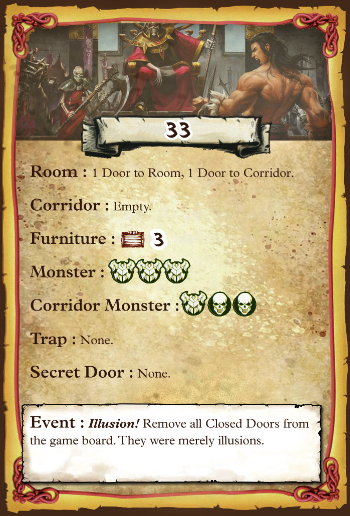 33
Room : 1 Door to Room, 1 Door to Corridor.
Corridor : Empty.
Furniture : 3
Monster :
Corridor Monster :
Trap : None.
Secret Door : None.
Event : Illusion! Remove all Closed Doors from
the game board. They were merely illusions.